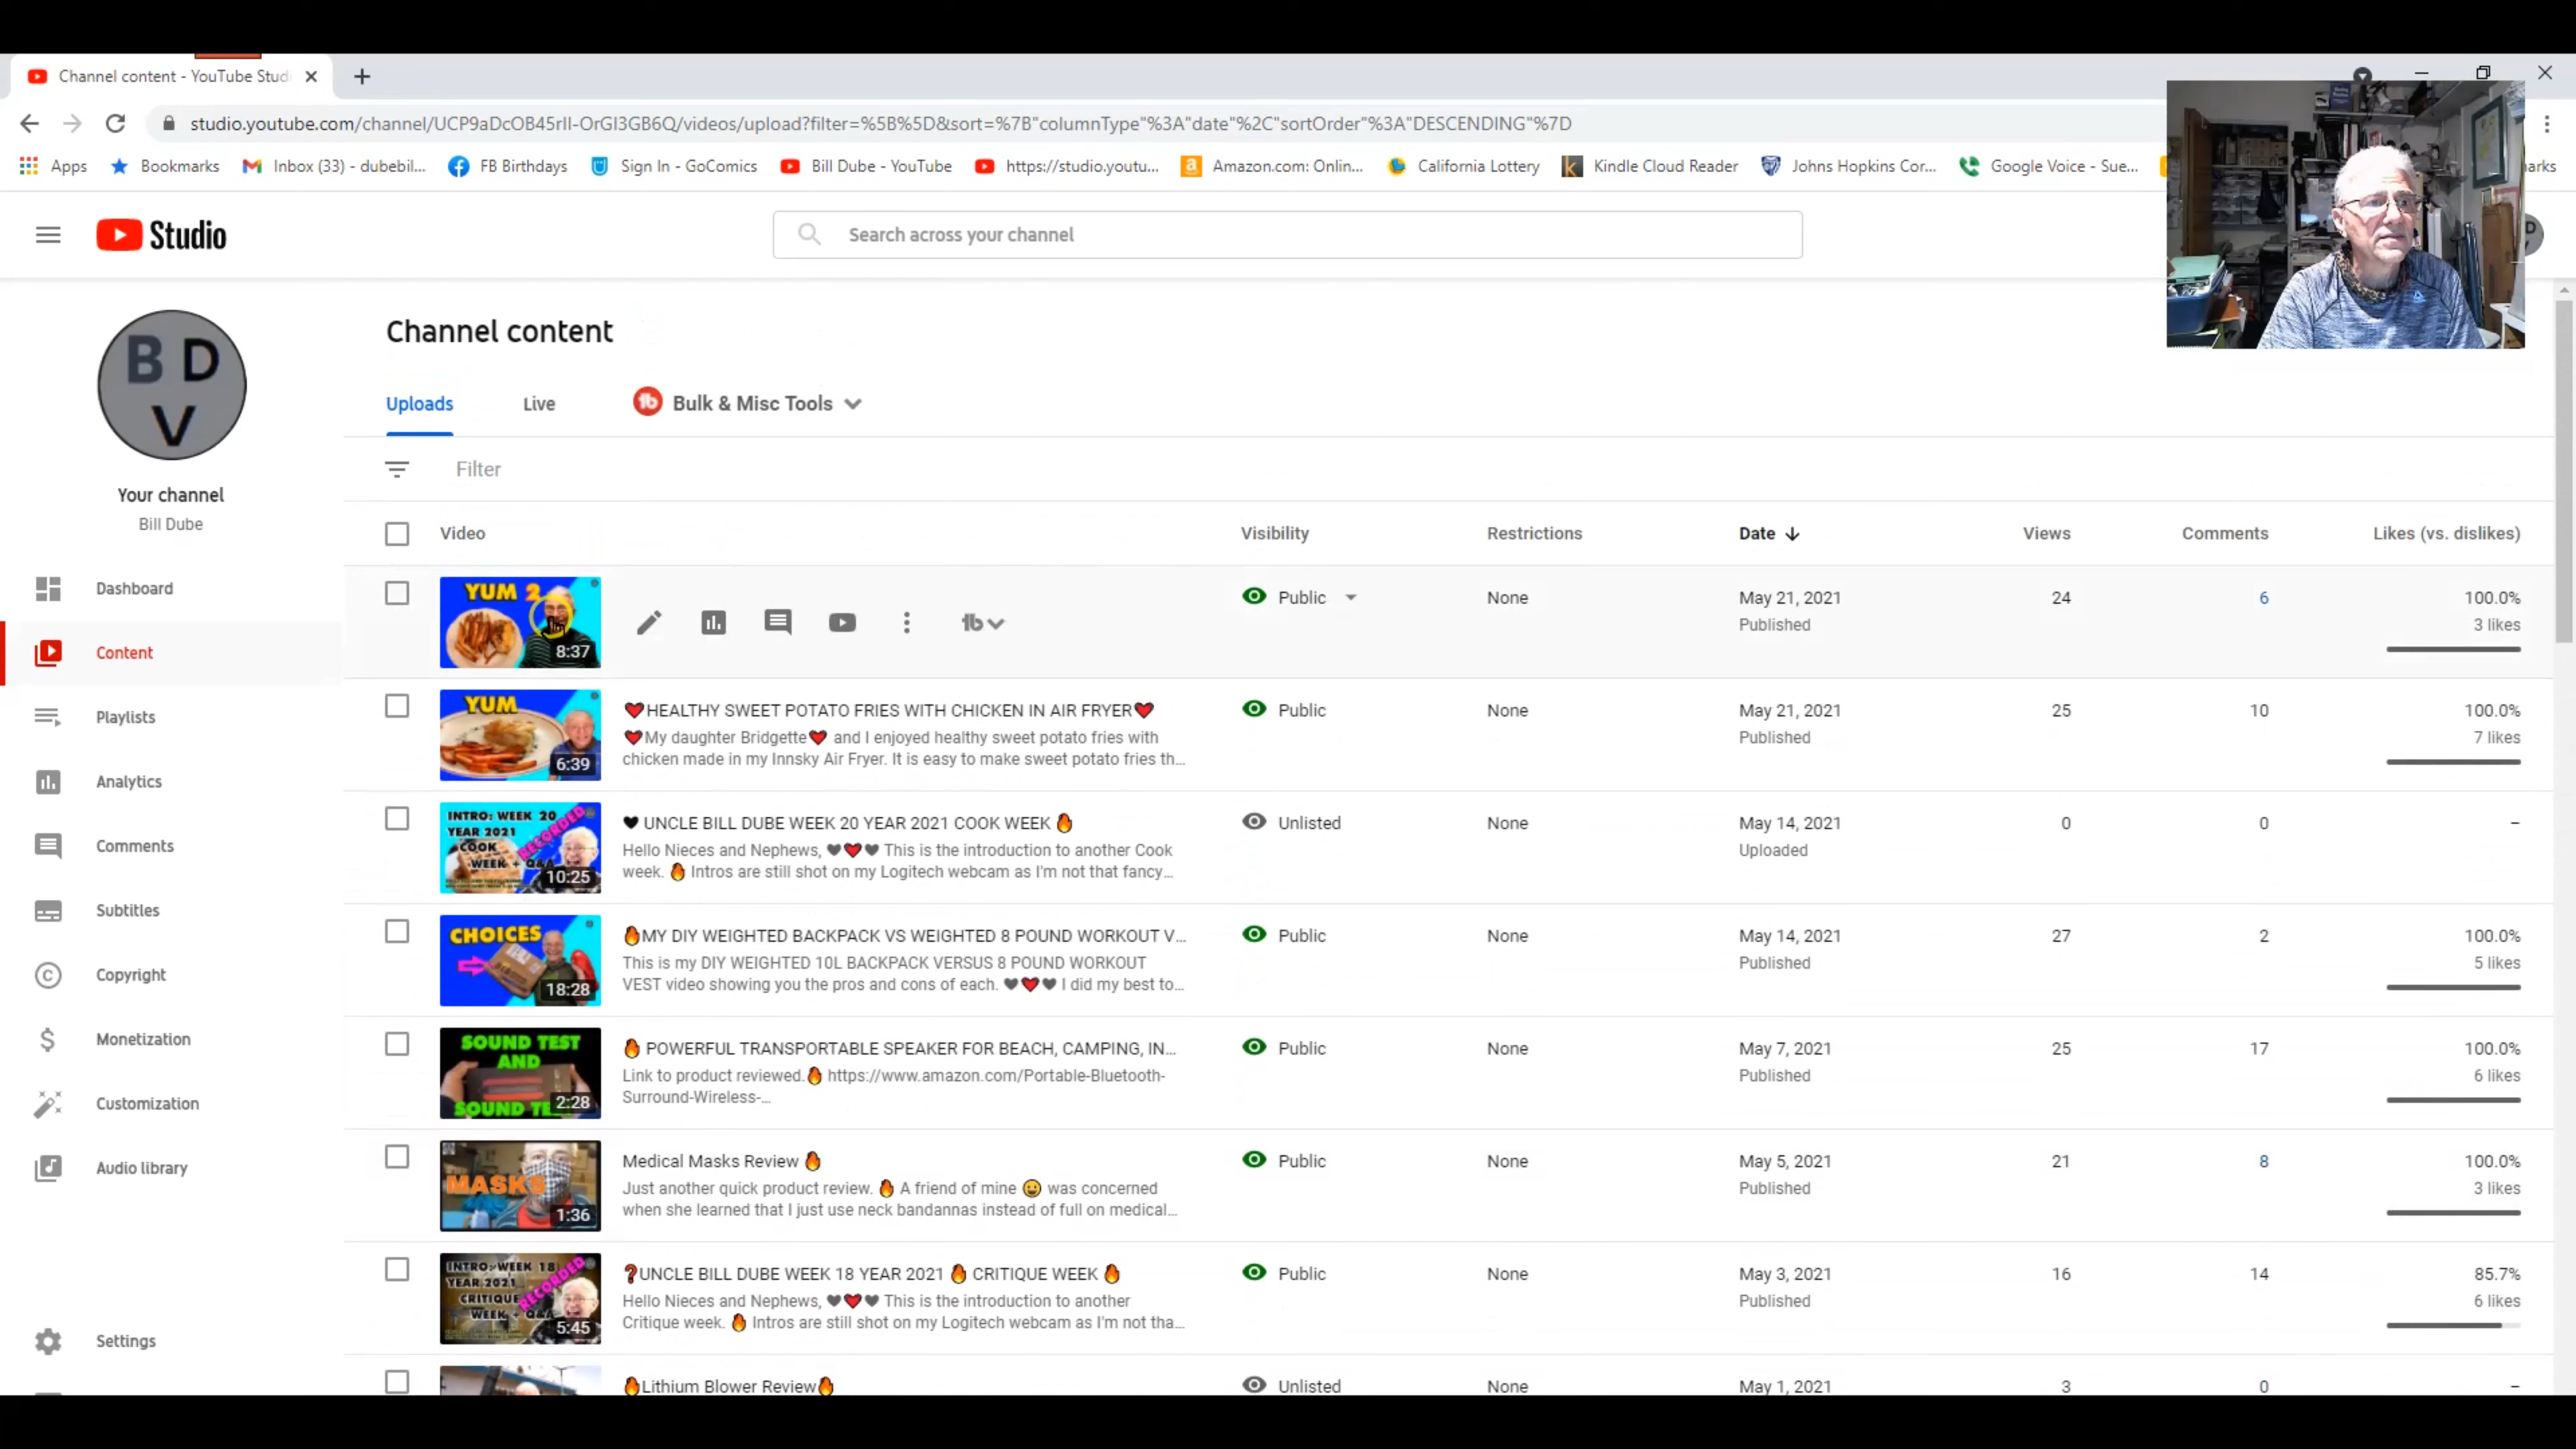 Channel content - YouTube Studi
studio.youtube.com/channel/UCP9aDcOB45rlI-OrGI3GB6Q/videos/upload?filter=%5B%5D&sort=%7B"columnType"%3A"date"%2C"sortOrder"%3A"DESCENDING"%7D
Apps Bookmarks Inbox (33) - dubebil... FB Birthdays Sign In - GoComics Bill Dube - YouTube https://studio.youtu... Amazon.com: Onlin... California Lottery Kindle Cloud Reader Johns Hopkins Cor... Google Voice - Sue... arks
Studio
Search across your channel
B D
V
Your channel
Bill Dube
Dashboard
Content
Playlists
Analytics
Comments
Subtitles
Copyright
Monetization
Customization
Audio library
Settings
Channel content
Uploads Live Bulk & Misc Tools
Filter
Video Visibility Restrictions Date Views Comments Likes (vs. dislikes)
YUM 2
8:37
Public None May 21, 2021 24 6 100.0%
Published 3 likes
YUM
6:39
❤HEALTHY SWEET POTATO FRIES WITH CHICKEN IN AIR FRYER❤ Public None May 21, 2021 25 10 100.0%
❤My daughter Bridgette❤ and I enjoyed healthy sweet potato fries with Published 7 likes
chicken made in my Innsky Air Fryer. It is easy to make sweet potato fries th...
INTRO: WEEK 20
YEAR 2021
COOK
WEEK + Q&A
RECORDED
10:25
🖤 UNCLE BILL DUBE WEEK 20 YEAR 2021 COOK WEEK 🔥 Unlisted None May 14, 2021 0 0 –
Hello Nieces and Nephews, 🖤❤🖤 This is the introduction to another Cook Uploaded
week. 🔥 Intros are still shot on my Logitech webcam as I'm not that fancy...
CHOICES
18:28
🔥MY DIY WEIGHTED BACKPACK VS WEIGHTED 8 POUND WORKOUT V... Public None May 14, 2021 27 2 100.0%
This is my DIY WEIGHTED 10L BACKPACK VERSUS 8 POUND WORKOUT Published 5 likes
VEST video showing you the pros and cons of each. 🖤❤🖤 I did my best to...
SOUND TEST
AND
SOUND TE
2:28
🔥 POWERFUL TRANSPORTABLE SPEAKER FOR BEACH, CAMPING, IN... Public None May 7, 2021 25 17 100.0%
Link to product reviewed.🔥 https://www.amazon.com/Portable-Bluetooth- Published 6 likes
Surround-Wireless-...
MASKS
1:36
Medical Masks Review 🔥 Public None May 5, 2021 21 8 100.0%
Just another quick product review. 🔥 A friend of mine 😀 was concerned Published 3 likes
when she learned that I just use neck bandannas instead of full on medical...
INTRO: WEEK 18
YEAR 2021
CRITIQUE
WEEK + Q&A
RECORDED
5:45
❓UNCLE BILL DUBE WEEK 18 YEAR 2021 🔥 CRITIQUE WEEK 🔥 Public None May 3, 2021 16 14 85.7%
Hello Nieces and Nephews, 🖤❤🖤 This is the introduction to another Published 6 likes
Critique week. 🔥 Intros are still shot on my Logitech webcam as I'm not tha...
🔥Lithium Blower Review🔥 Unlisted None May 1, 2021 3 0 –